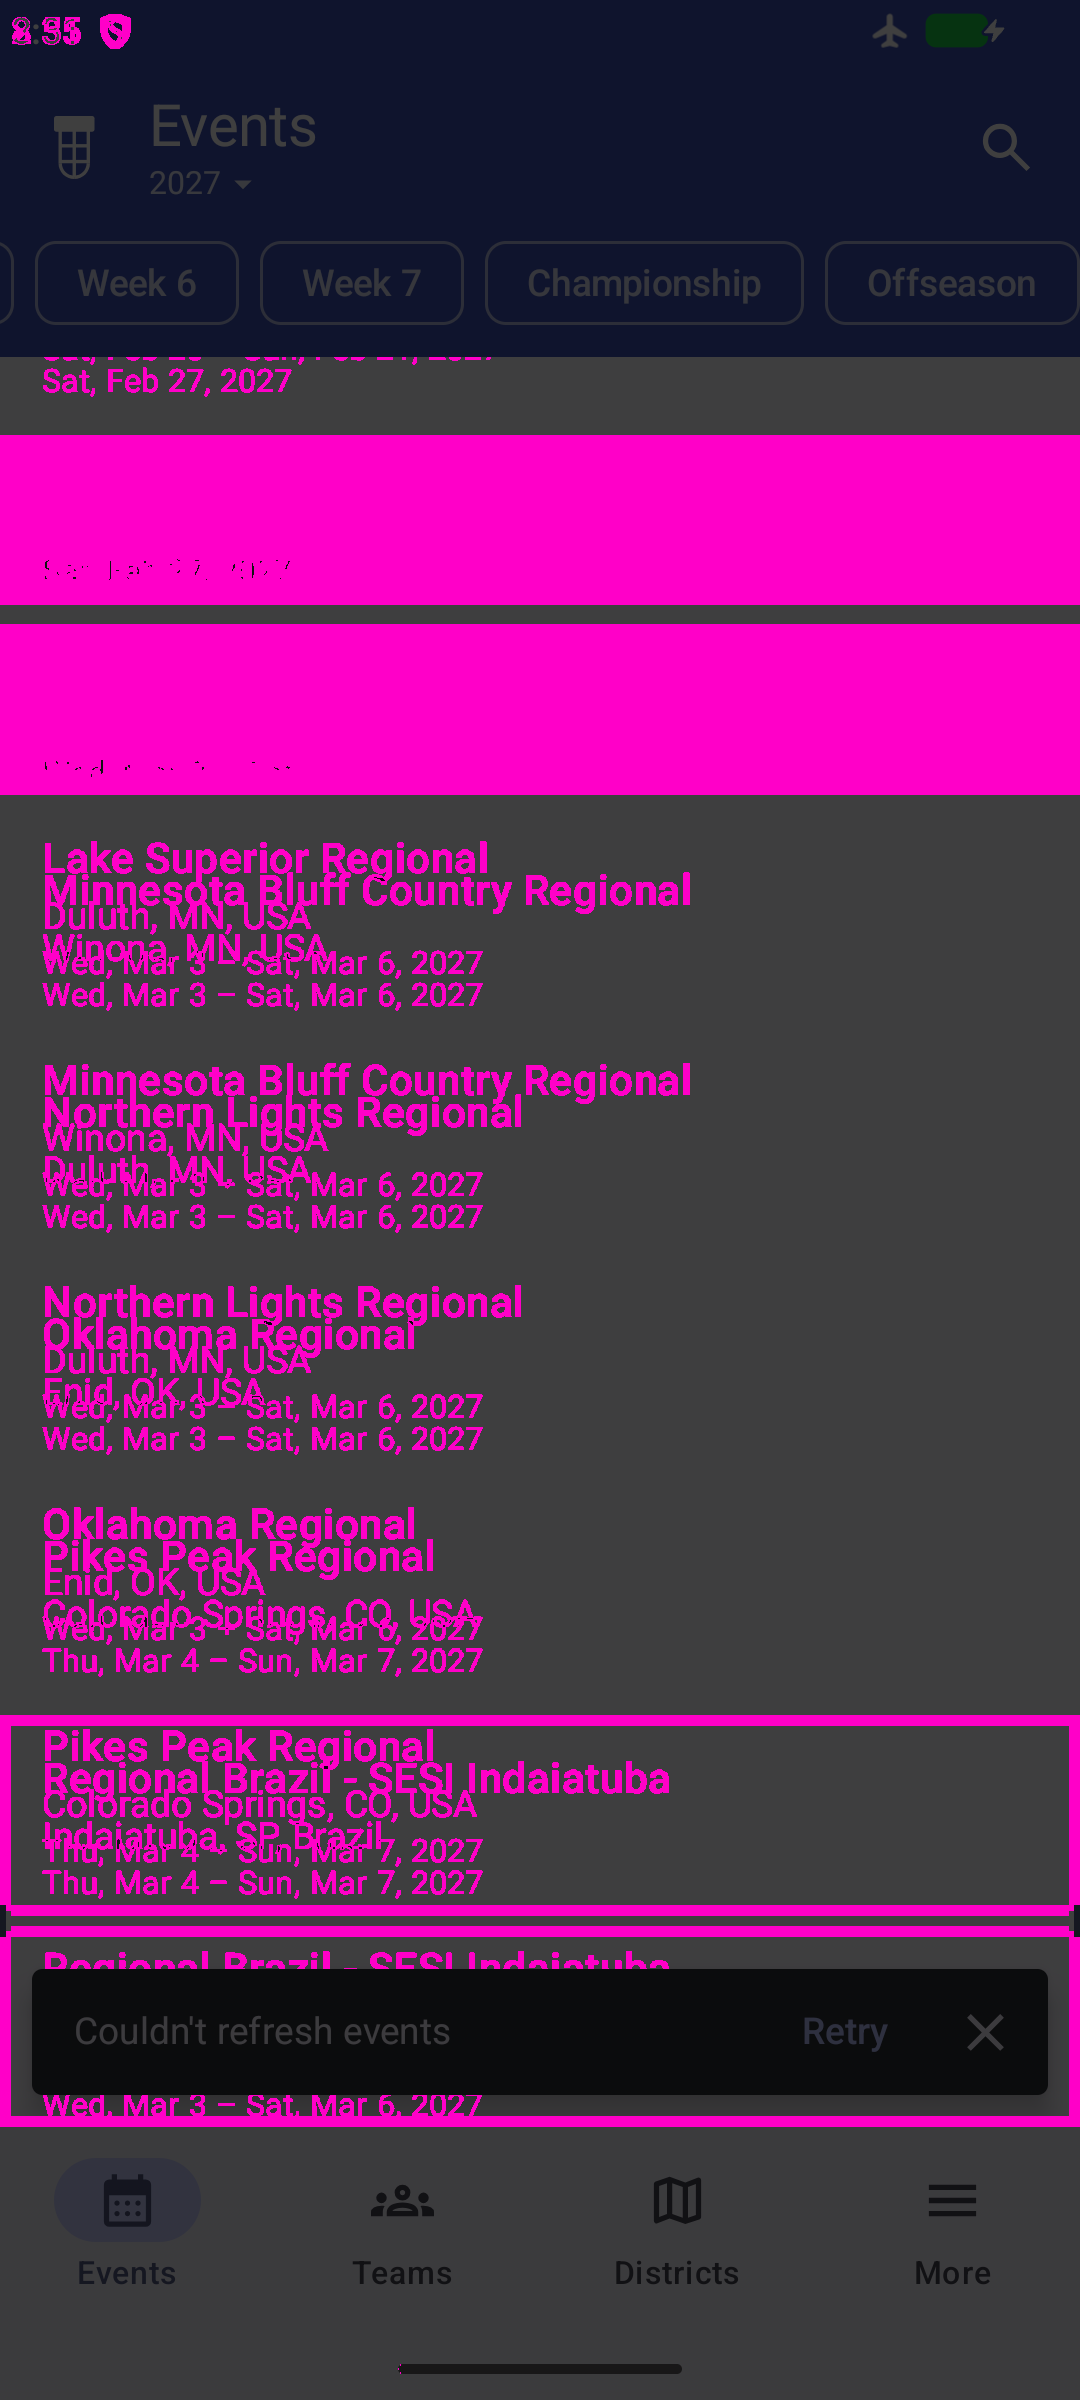 Events
2027
Week 6
Week 7
Championship
Offseason
Sat, Feb 27, 2027
Lake Superior Regional
Minnesota Bluff Country Regional
Duluth, MN, USA
Winona, MN, USA
Wed, Mar 3 – Sat, Mar 6, 2027
Wed, Mar 3 – Sat, Mar 6, 2027
Minnesota Bluff Country Regional
Northern Lights Regional
Winona, MN, USA
Duluth, MN, USA
Wed, Mar 3 – Sat, Mar 6, 2027
Wed, Mar 3 – Sat, Mar 6, 2027
Northern Lights Regional
Oklahoma Regional
Duluth, MN, USA
Enid, OK, USA
Wed, Mar 3 – Sat, Mar 6, 2027
Wed, Mar 3 – Sat, Mar 6, 2027
Oklahoma Regional
Pikes Peak Regional
Enid, OK, USA
Colorado Springs, CO, USA
Wed, Mar 3 – Sat, Mar 6, 2027
Thu, Mar 4 – Sun, Mar 7, 2027
Pikes Peak Regional
Regional Brazil - SESI Indaiatuba
Colorado Springs, CO, USA
Indaiatuba, SP, Brazil
Thu, Mar 4 – Sun, Mar 7, 2027
Thu, Mar 4 – Sun, Mar 7, 2027
Regional Brazil - SESI Indaiatuba
Couldn't refresh events
Retry
Wed, Mar 3 – Sat, Mar 6, 2027
Events
Teams
Districts
More